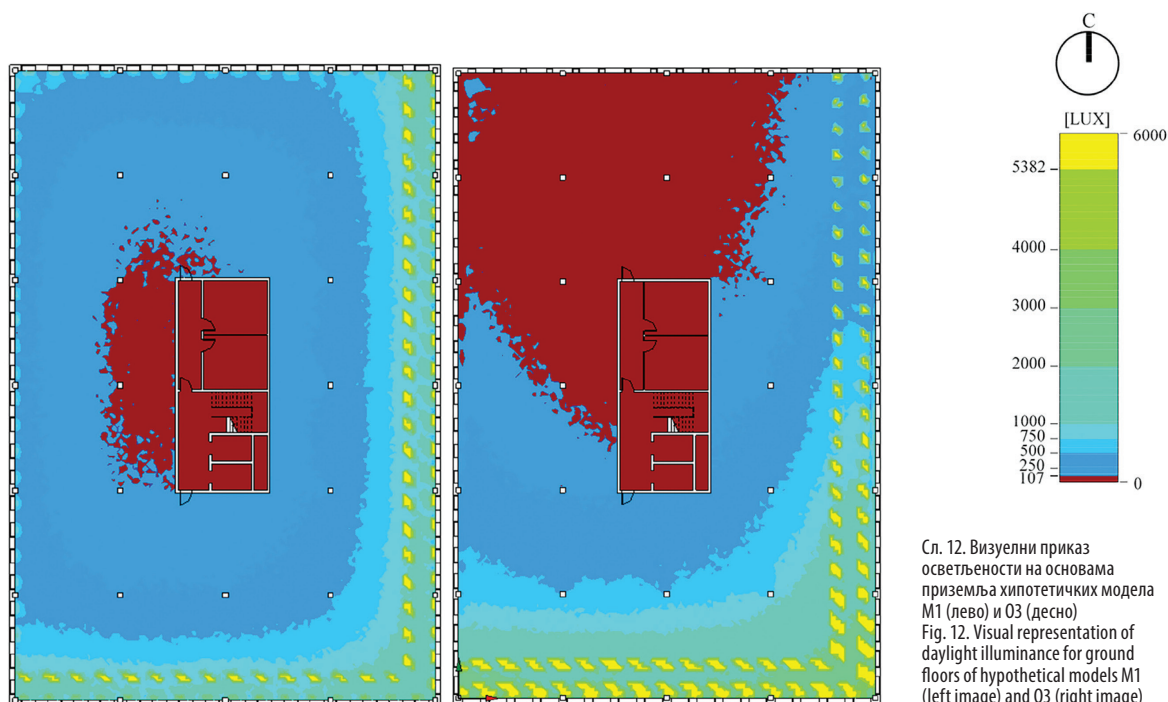 С
[LUX]
6000
5382
4000
3000
2000
1000
750
500
250
107
0
Сл. 12. Визуелни приказ
осветљености на основама
приземља хипотетичких модела
М1 (лево) и О3 (десно)
Fig. 12. Visual representation of
daylight illuminance for ground
floors of hypothetical models M1
(left image) and O3 (right image)